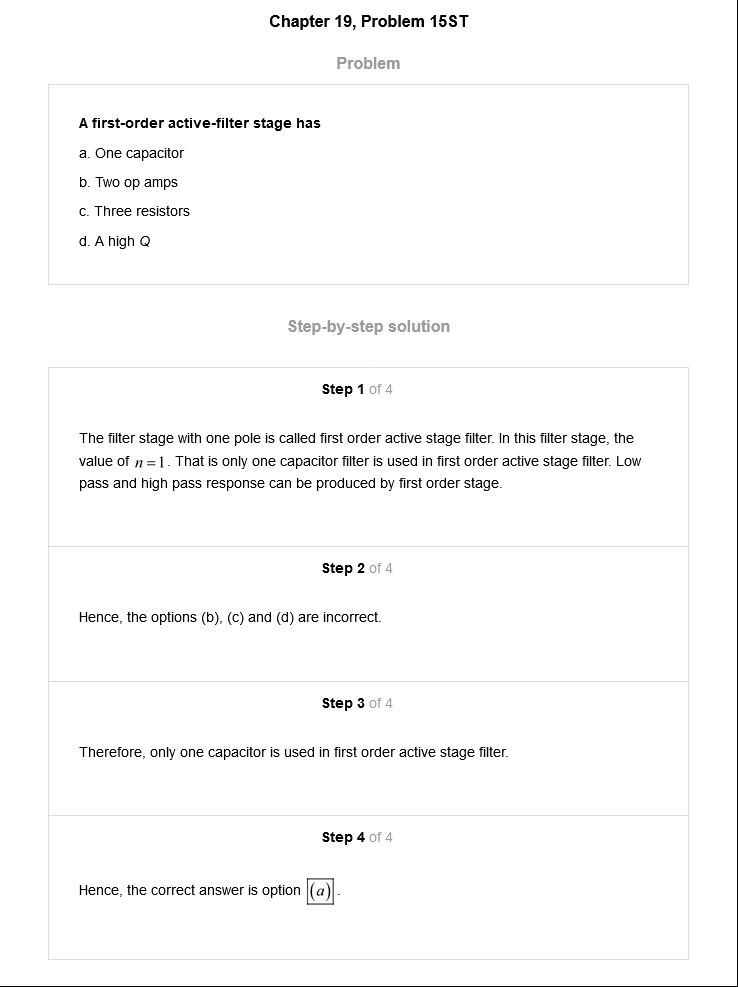 Chapter 19, Problem 15ST
Problem
A first-order active-filter stage has
a. One capacitor
b. Two op amps
c. Three resistors
d. A high Q
Step-by-step solution
Step 1 of 4
The filter stage with one pole is called first order active stage filter. In this filter stage, the
value of n = 1. That is only one capacitor filter is used in first order active stage filter. Low
pass and high pass response can be produced by first order stage.
Step 2 of 4
Hence, the options (b), (c) and (d) are incorrect.
Step 3 of 4
Therefore, only one capacitor is used in first order active stage filter.
Step 4 of 4
Hence, the correct answer is option (a).